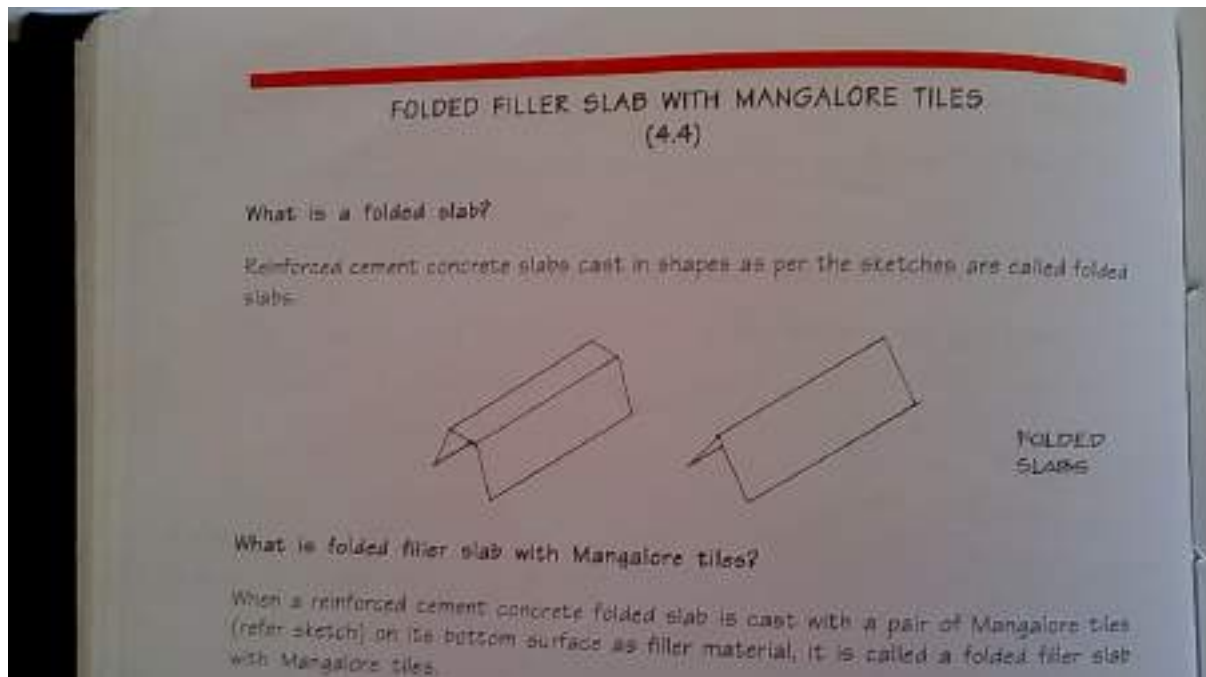 FOLDED FILLER SLAB WITH MANGALORE TILES
(4.4)
What is a folded slab?
Reinforced cement concrete slabs cast in shapes as per the sketches are called folded
slabs.
FOLDED
SLABS
What is folded filler slab with Mangalore tiles?
When a reinforced cement concrete folded slab is cast with a pair of Mangalore tiles
(refer sketch) on its bottom surface as filler material, it is called a folded filler slab
with Mangalore tiles.